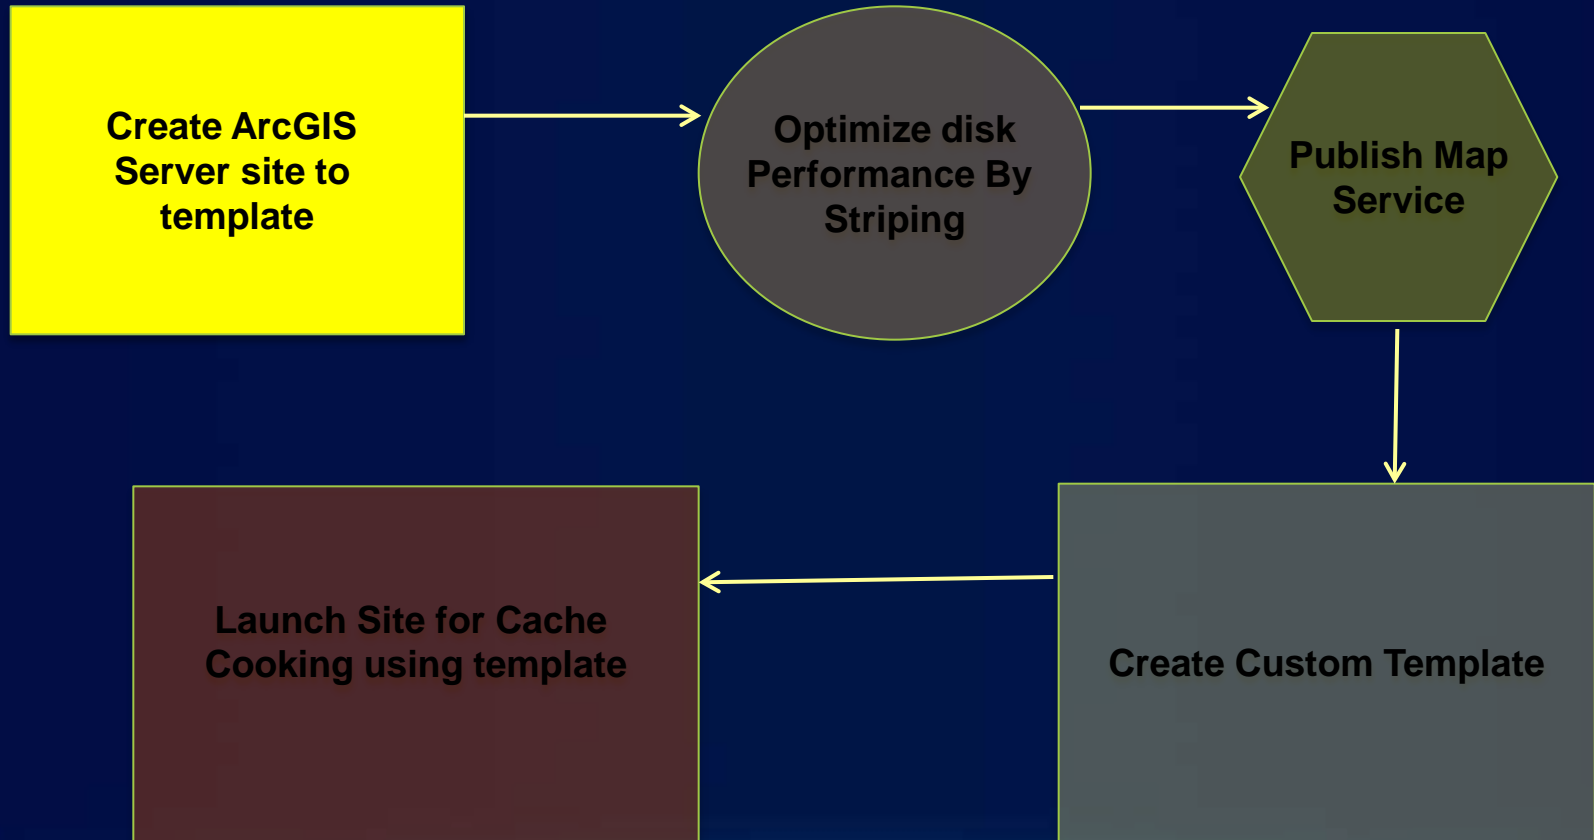 Create ArcGIS
Server site to
template
Optimize disk
Performance By
Striping
Publish Map
Service
Launch Site for Cache
Cooking using template
Create Custom Template